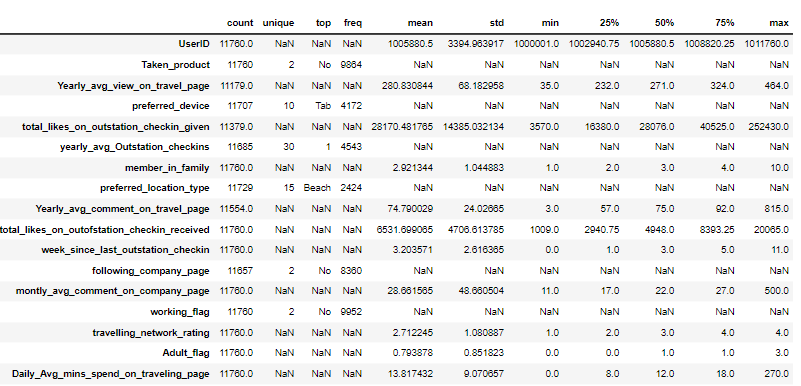 count unique top freq mean std min 25% 50% 75% max
UserID 11760.0 NaN NaN NaN 1005880.5 3394.963917 1000001.0 1002940.75 1005880.5 1008820.25 1011760.0
Taken_product 11760 2 No 9864 NaN NaN NaN NaN NaN NaN NaN
Yearly_avg_view_on_travel_page 11179.0 NaN NaN NaN 280.830844 68.182958 35.0 232.0 271.0 324.0 464.0
preferred_device 11707 10 Tab 4172 NaN NaN NaN NaN NaN NaN NaN
total_likes_on_outstation_checkin_given 11379.0 NaN NaN NaN 28170.481765 14385.032134 3570.0 16380.0 28076.0 40525.0 252430.0
yearly_avg_Outstation_checkins 11685 30 1 4543 NaN NaN NaN NaN NaN NaN NaN
member_in_family 11760.0 NaN NaN NaN 2.921344 1.044883 1.0 2.0 3.0 4.0 10.0
preferred_location_type 11729 15 Beach 2424 NaN NaN NaN NaN NaN NaN NaN
Yearly_avg_comment_on_travel_page 11554.0 NaN NaN NaN 74.790029 24.02665 3.0 57.0 75.0 92.0 815.0
total_likes_on_outofstation_checkin_received 11760.0 NaN NaN NaN 6531.699065 4706.613785 1009.0 2940.75 4948.0 8393.25 20065.0
week_since_last_outstation_checkin 11760.0 NaN NaN NaN 3.203571 2.616365 0.0 1.0 3.0 5.0 11.0
following_company_page 11657 2 No 8360 NaN NaN NaN NaN NaN NaN NaN
montly_avg_comment_on_company_page 11760.0 NaN NaN NaN 28.661565 48.660504 11.0 17.0 22.0 27.0 500.0
working_flag 11760 2 No 9952 NaN NaN NaN NaN NaN NaN NaN
travelling_network_rating 11760.0 NaN NaN NaN 2.712245 1.080887 1.0 2.0 3.0 4.0 4.0
Adult_flag 11760.0 NaN NaN NaN 0.793878 0.851823 0.0 0.0 1.0 1.0 3.0
Daily_Avg_mins_spend_on_traveling_page 11760.0 NaN NaN NaN 13.817432 9.070657 0.0 8.0 12.0 18.0 270.0